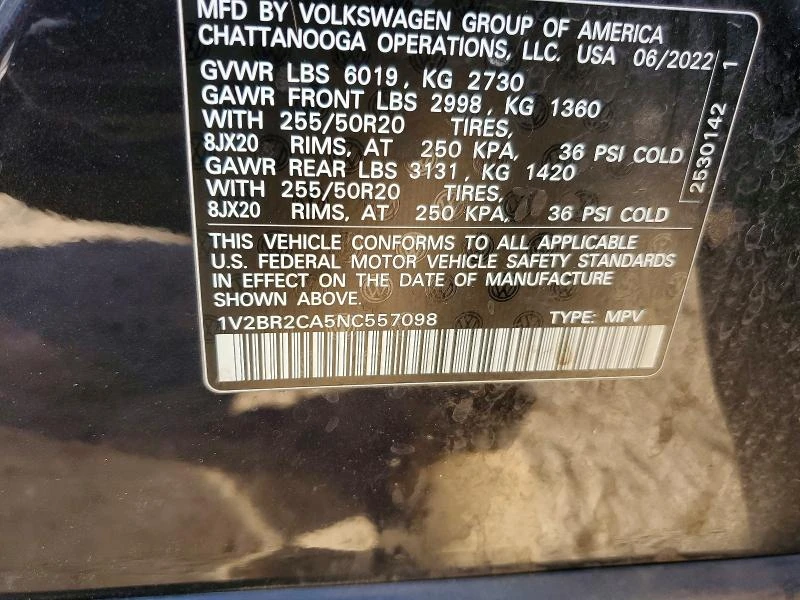 MFD BY VOLKSWAGEN GROUP OF AMERICA
CHATTANOOGA OPERATIONS, LLC. USA 06/2022
GVWR LBS 6019, KG 2730
GAWR FRONT LBS 2998, KG 1360
WITH 255/50R20 TIRES,
8JX20 RIMS, AT 250 KPA, 36 PSI COLD
GAWR REAR LBS 3131, KG 1420
WITH 255/50R20 TIRES,
8JX20 RIMS, AT 250 KPA, 36 PSI COLD
2530142 1
THIS VEHICLE CONFORMS TO ALL APPLICABLE
U.S. FEDERAL MOTOR VEHICLE SAFETY STANDARDS
IN EFFECT ON THE DATE OF MANUFACTURE
SHOWN ABOVE.
1V2BR2CA5NC557098 TYPE: MPV